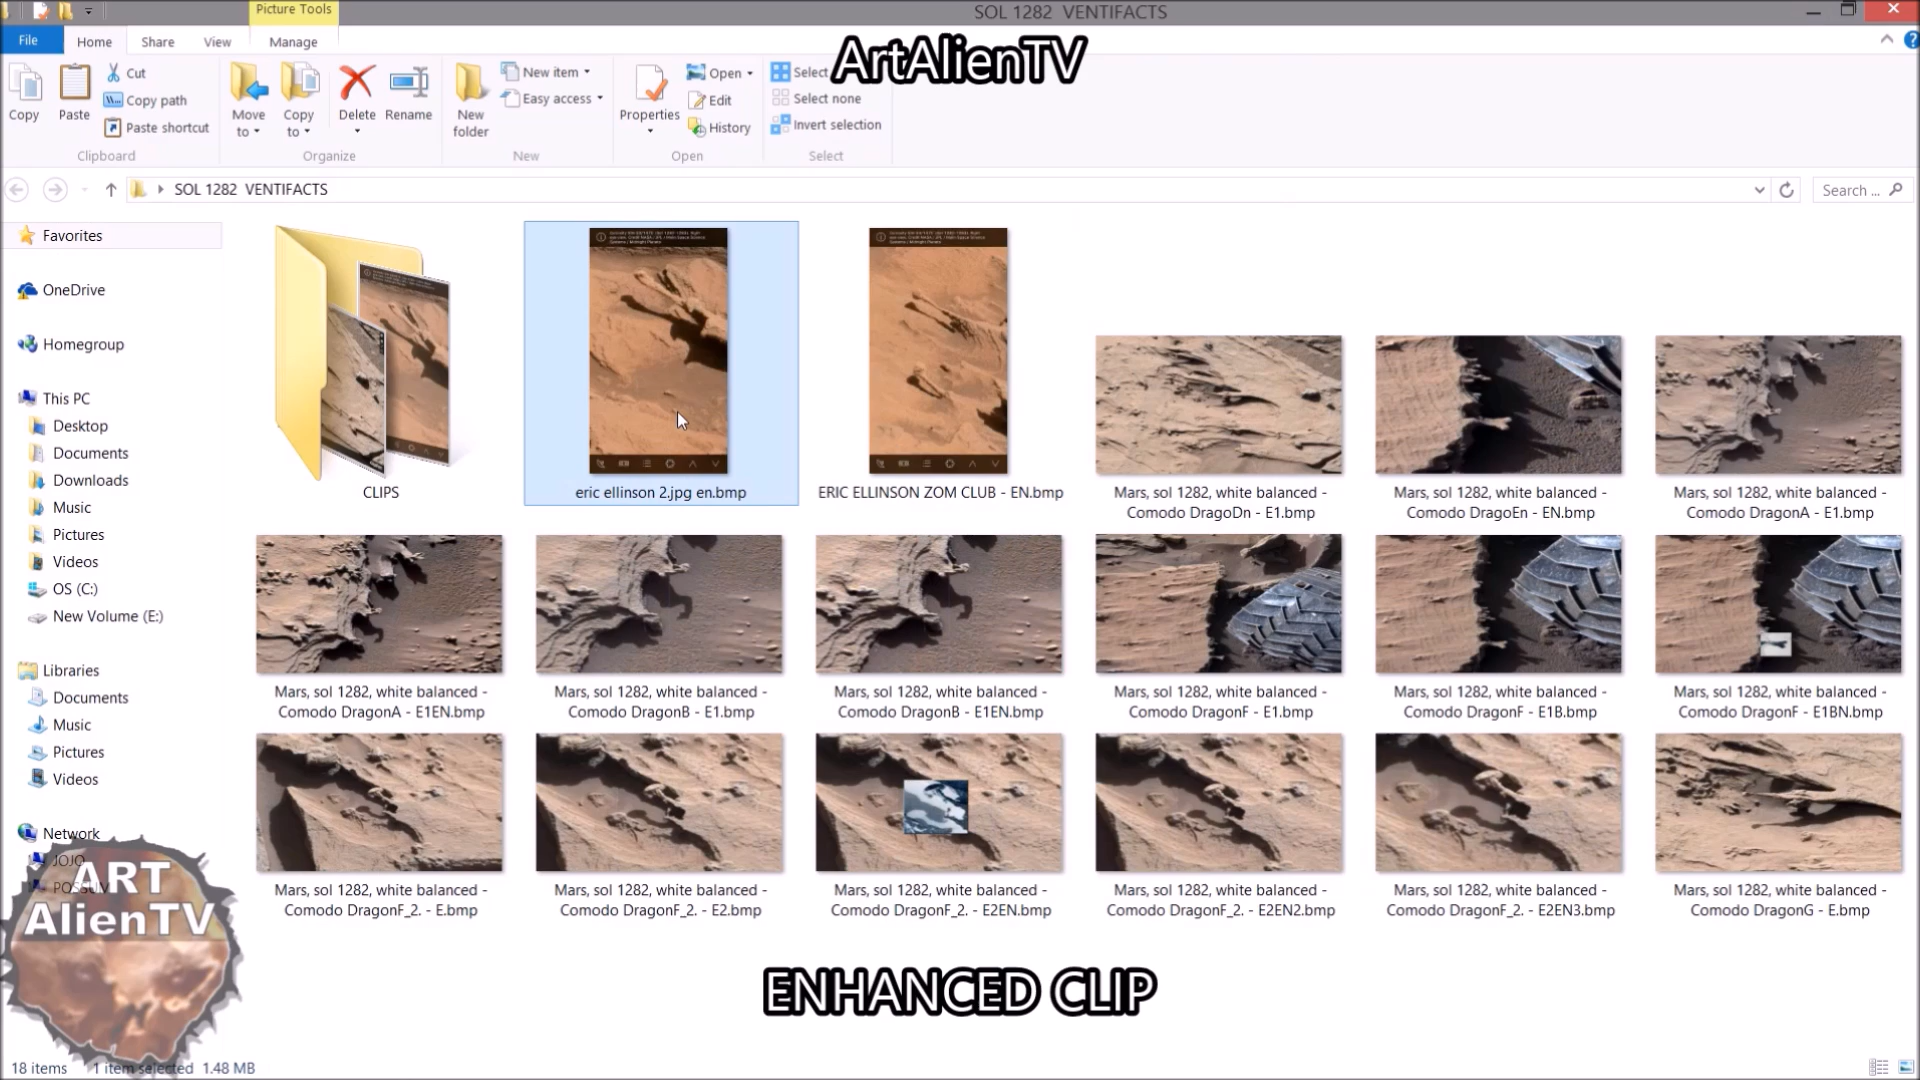 Picture Tools
SOL 1282 VENTIFACTS
File
Home
Share
View
Manage
ArtAlienTV
Copy
Paste
Cut
Copy path
Paste shortcut
Clipboard
Move to
Copy to
Delete
Rename
Organize
New folder
New item
Easy access
New
Properties
Open
Edit
History
Open
Select
Select none
Invert selection
Select
SOL 1282 VENTIFACTS
Search ...
Favorites
OneDrive
Homegroup
This PC
Desktop
Documents
Downloads
Music
Pictures
Videos
OS (C:)
New Volume (E:)
Libraries
Documents
Music
Pictures
Videos
Network
JOJO
ART
AlienTV
CLIPS
eric ellinson 2.jpg en.bmp
ERIC ELLINSON ZOM CLUB - EN.bmp
Mars, sol 1282, white balanced -
Comodo DragoDn - E1.bmp
Mars, sol 1282, white balanced -
Comodo DragoEn - EN.bmp
Mars, sol 1282, white balanced -
Comodo DragonA - E1.bmp
Mars, sol 1282, white balanced -
Comodo DragonA - E1EN.bmp
Mars, sol 1282, white balanced -
Comodo DragonB - E1.bmp
Mars, sol 1282, white balanced -
Comodo DragonB - E1EN.bmp
Mars, sol 1282, white balanced -
Comodo DragonF - E1.bmp
Mars, sol 1282, white balanced -
Comodo DragonF - E1B.bmp
Mars, sol 1282, white balanced -
Comodo DragonF - E1BN.bmp
Mars, sol 1282, white balanced -
Comodo DragonF_2. - E.bmp
Mars, sol 1282, white balanced -
Comodo DragonF_2. - E2.bmp
Mars, sol 1282, white balanced -
Comodo DragonF_2. - E2EN.bmp
Mars, sol 1282, white balanced -
Comodo DragonF_2. - E2EN2.bmp
Mars, sol 1282, white balanced -
Comodo DragonF_2. - E2EN3.bmp
Mars, sol 1282, white balanced -
Comodo DragonG - E.bmp
ENHANCED CLIP
18 items
1 item selected 1.48 MB